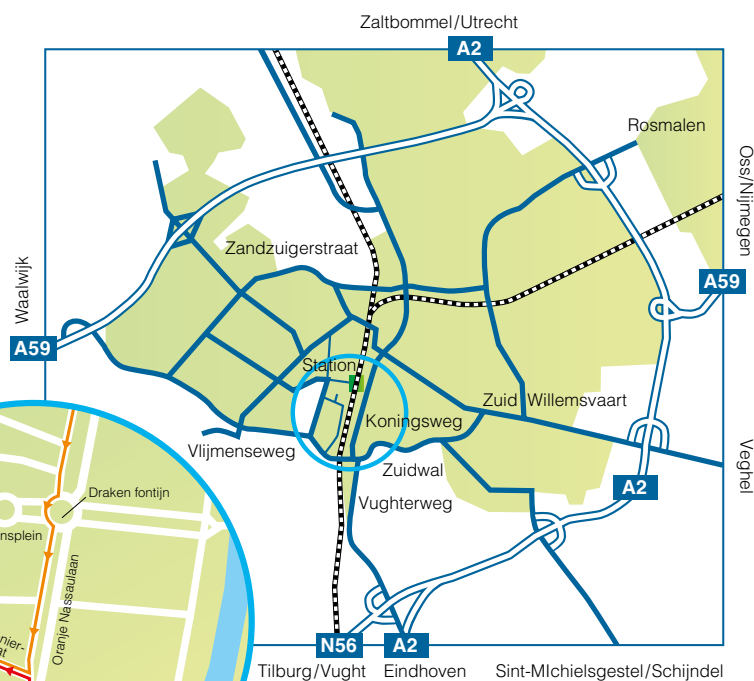 Zaltbommel/Utrecht
A2
Rosmalen
Oss/Nijmegen
Zandzuigerstraat
Waalwijk
A59
A59
Station
Koningsweg
Zuid Willemsvaart
Vlijmenseweg
Zuidwal
Veghel
A2
Vughterweg
Draken fontijn
nsplein
Oranje Nassaulaan
nier-
at
N56
A2
Tilburg/Vught
Eindhoven
Sint-MIchielsgestel/Schijndel